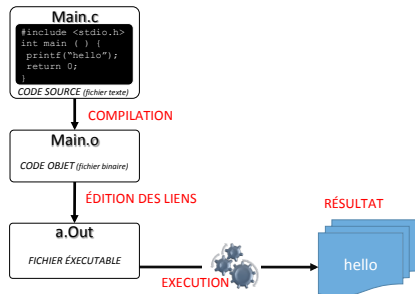 Main.c
#include <stdio.h>
int main ( ) {
printf(“hello”);
return 0;
}
CODE SOURCE (fichier texte)
COMPILATION
Main.o
CODE OBJET (fichier binaire)
ÉDITION DES LIENS
a.Out
FICHIER ÉXECUTABLE
EXECUTION
RÉSULTAT
hello